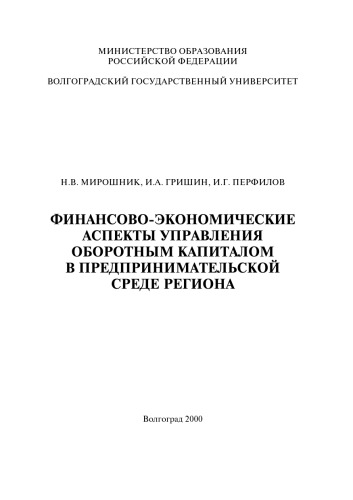 МИНИСТЕРСТВО ОБРАЗОВАНИЯ
РОССИЙСКОЙ ФЕДЕРАЦИИ
ВОЛГОГРАДСКИЙ ГОСУДАРСТВЕННЫЙ УНИВЕРСИТЕТ
Н.В. МИРОШНИК, И.А. ГРИШИН, И.Г. ПЕРФИЛОВ
ФИНАНСОВО-ЭКОНОМИЧЕСКИЕ
АСПЕКТЫ УПРАВЛЕНИЯ
ОБОРОТНЫМ КАПИТАЛОМ
В ПРЕДПРИНИМАТЕЛЬСКОЙ
СРЕДЕ РЕГИОНА
Волгоград 2000